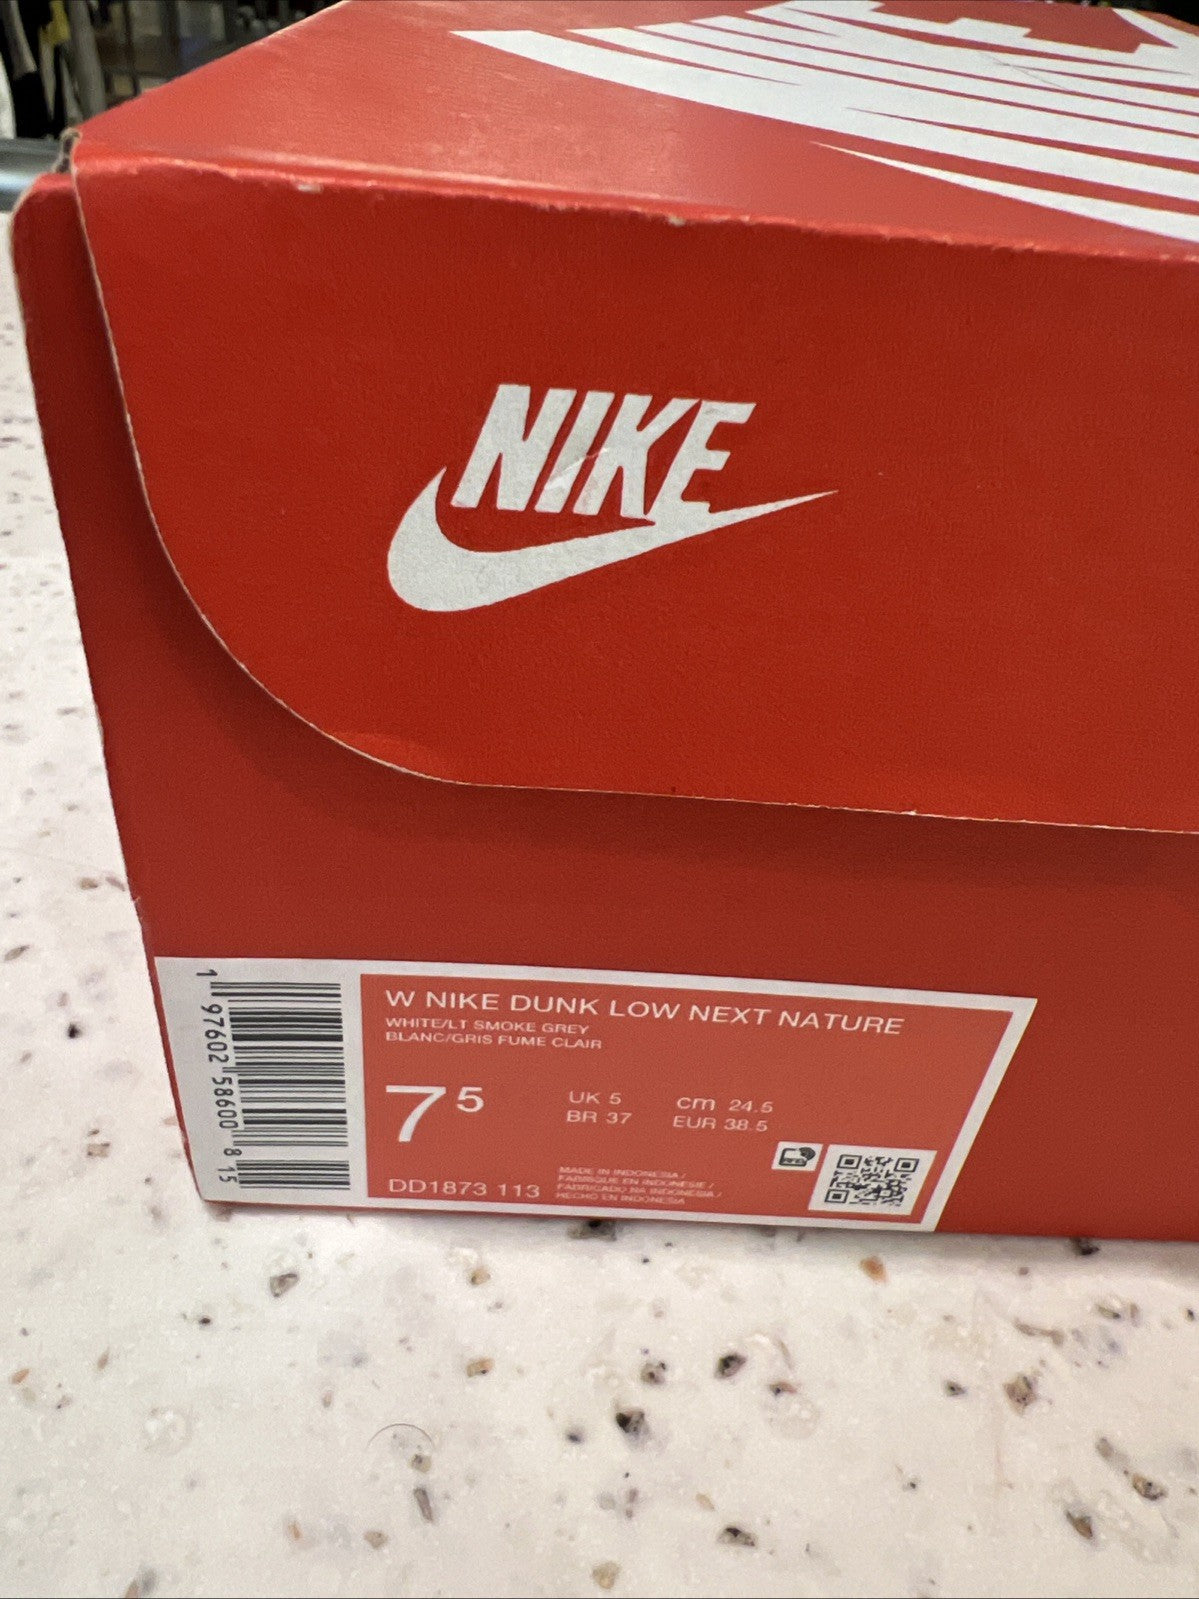 NIKE
W NIKE DUNK LOW NEXT NATURE
WHITE/LT SMOKE GREY
BLANC/GRIS FUME CLAIR
7 5
UK 5
BR 37
cm 24.5
EUR 38.5
DD1873 113
MADE IN INDONESIA /
FABRIQUE EN INDONESIE /
FABRICADO NA INDONESIA /
HECHO EN INDONESIA
1 97602 58600 8 15